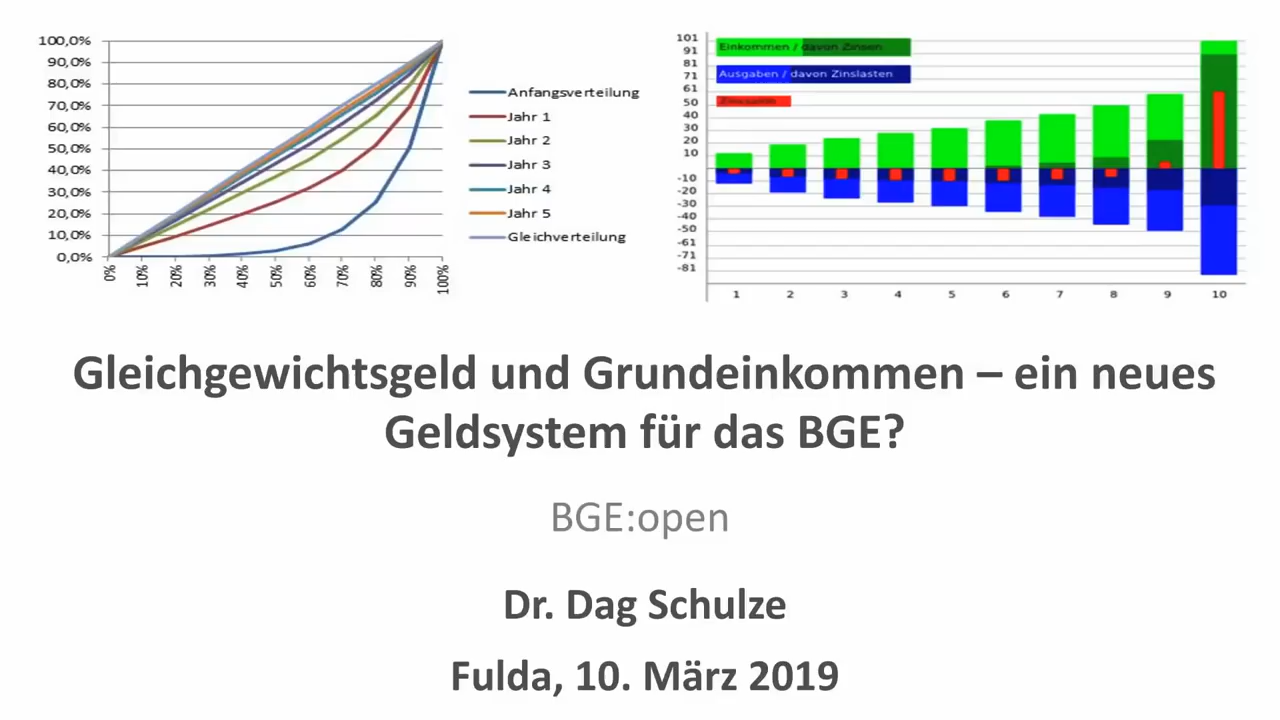 100,0%
90,0%
80,0%
70,0%
60,0%
50,0%
40,0%
30,0%
20,0%
10,0%
0,0%
0%
10%
20%
30%
40%
50%
60%
70%
80%
90%
100%
Anfangsverteilung
Jahr 1
Jahr 2
Jahr 3
Jahr 4
Jahr 5
Gleichverteilung
101
91
81
71
61
50
40
30
20
10
-10
-20
-30
-40
-50
-61
-71
-81
Einkommen / davon Zinsen
Ausgaben / davon Zinslasten
1 2 3 4 5 6 7 8 9 10
Gleichgewichtsgeld und Grundeinkommen – ein neues
Geldsystem für das BGE?
BGE:open
Dr. Dag Schulze
Fulda, 10. März 2019